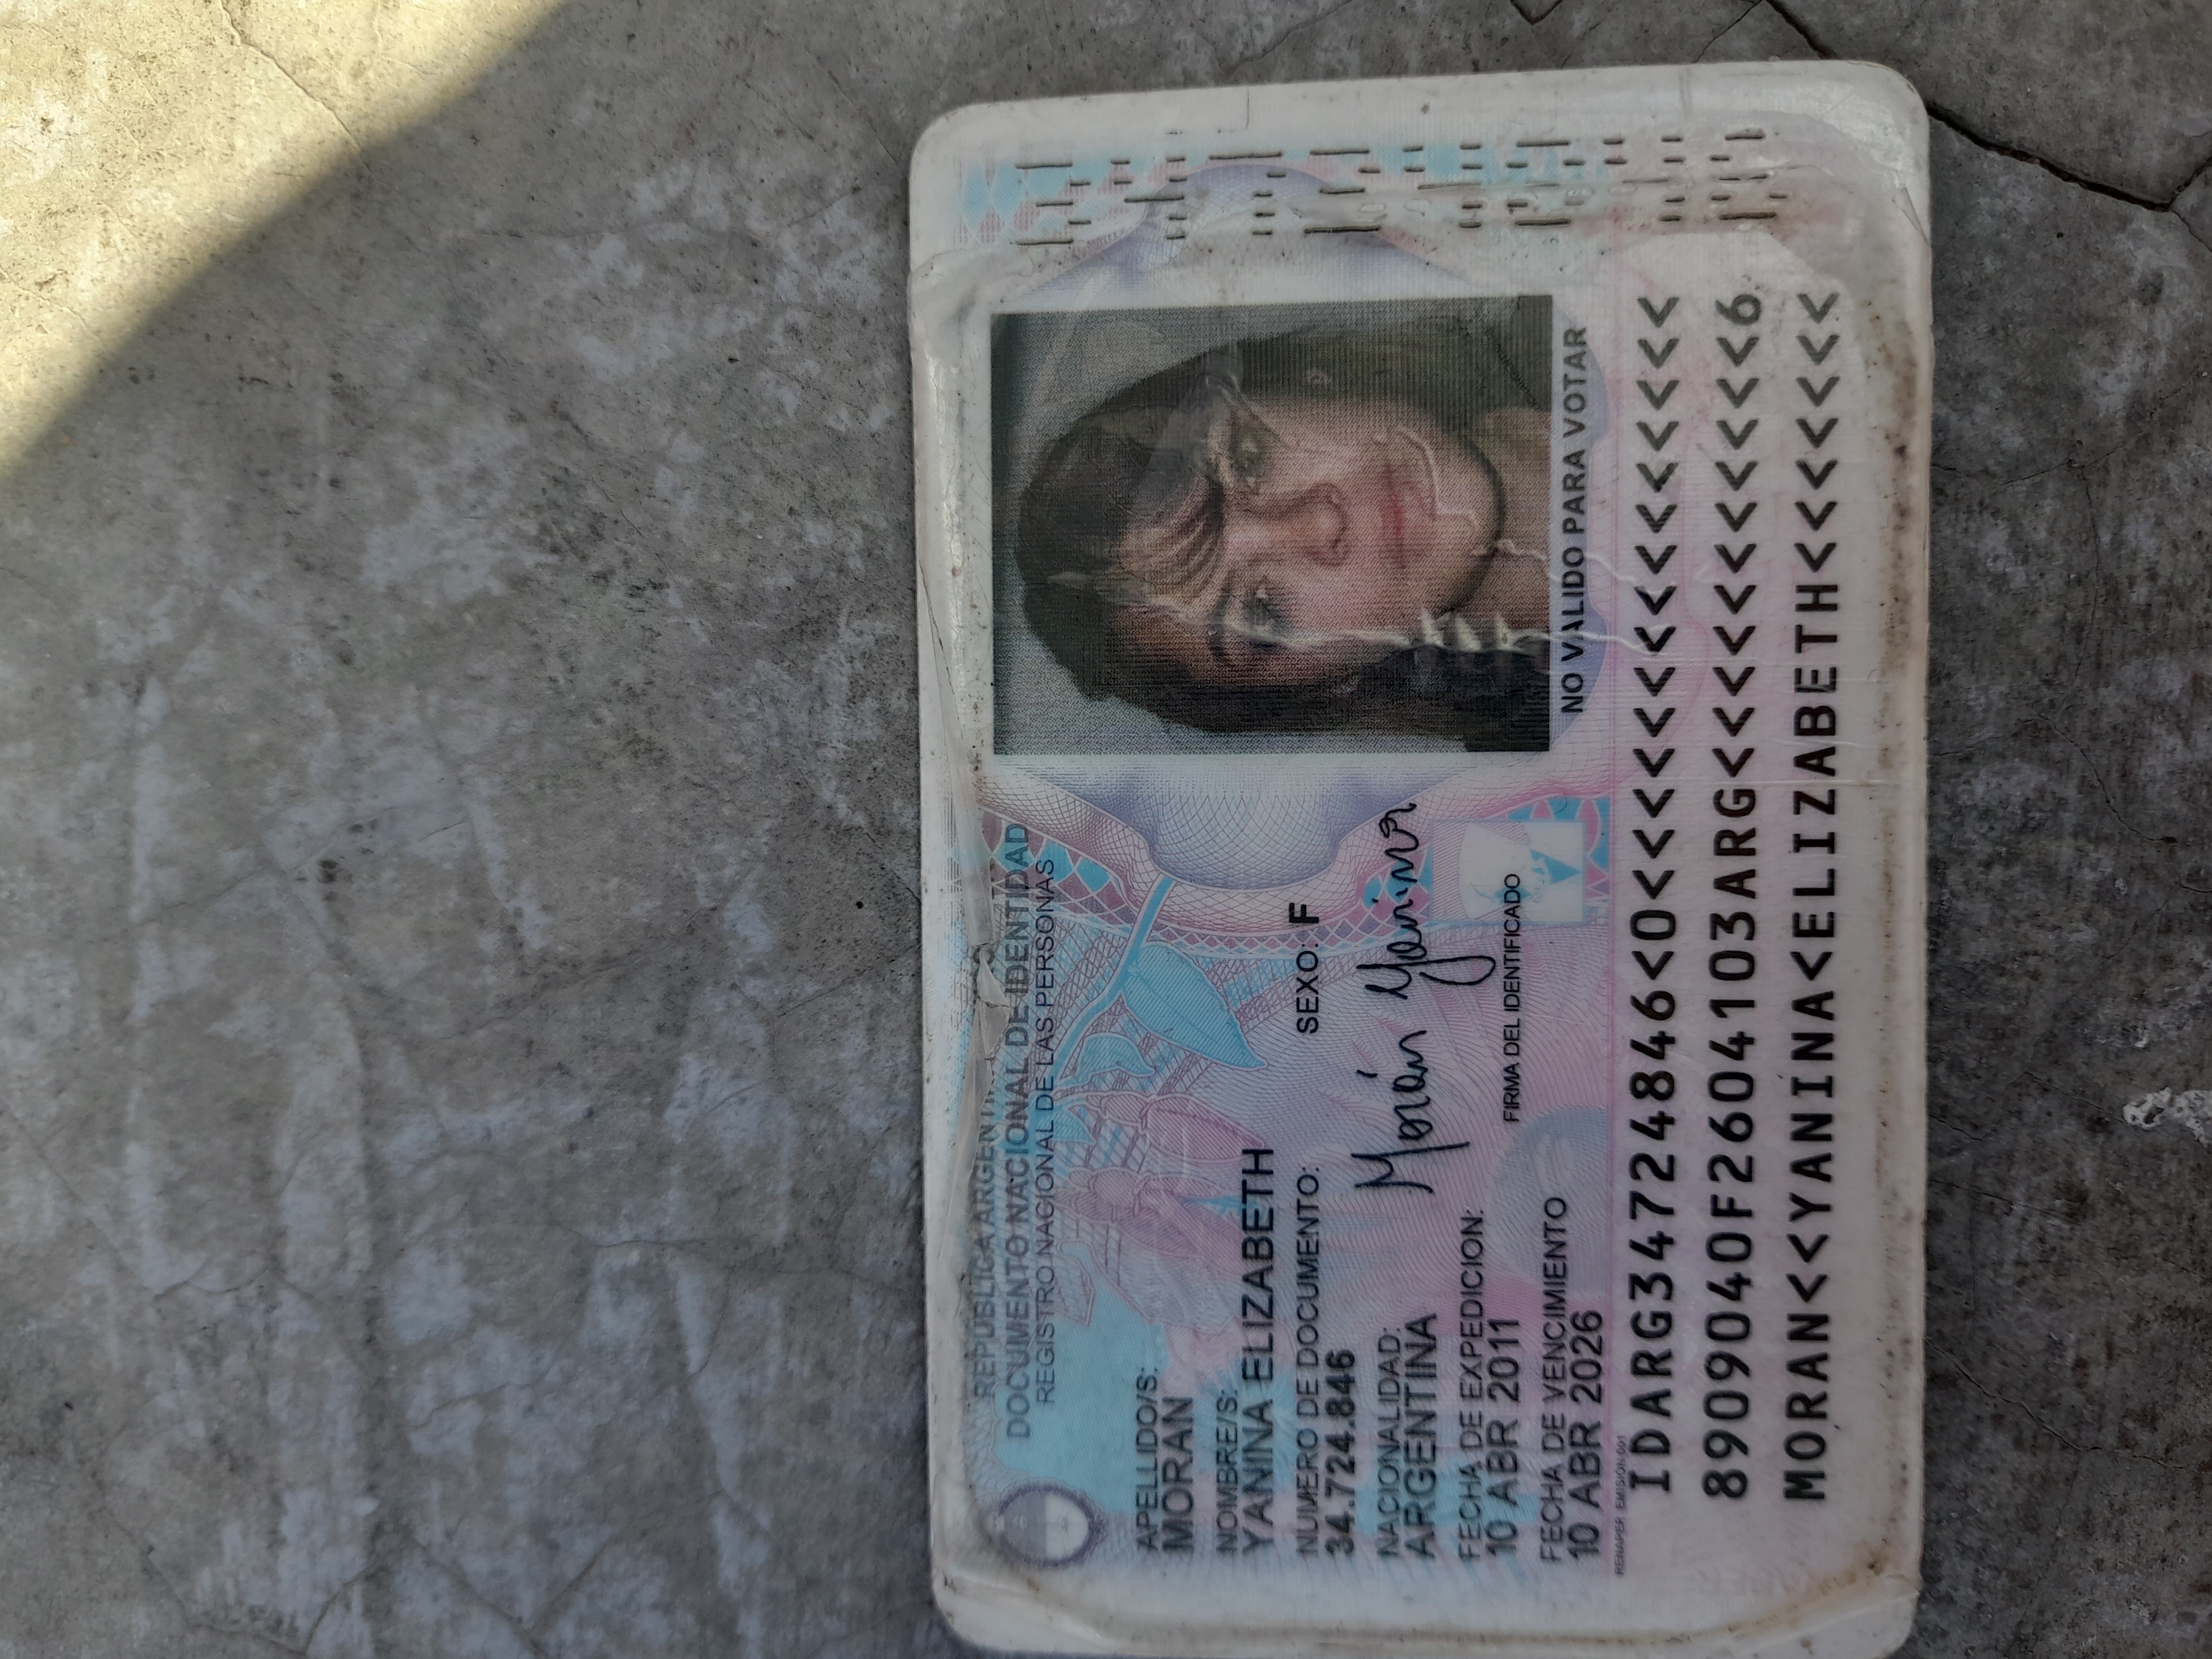 REPUBLICA
DOCUMENTO NACIONAL DE IDENTIDAD
REGISTRO NACIONAL DE LAS PERSONAS
APELLIDO/S:
MORAN
NOMBRE/S:
YANINA ELIZABETH
NUMERO DE DOCUMENTO:
34.724.846
SEXO: F
NACIONALIDAD:
ARGENTINA
Morán Yanina
FECHA DE EXPEDICION:
10 ABR 2011
FIRMA DEL IDENTIFICADO
FECHA DE VENCIMIENTO
10 ABR 2026
NO VALIDO PARA VOTAR
RENAPER EMISIÓN 001
IDARG34724846<0<<<<<<<<<<<<<<<
8909040F2604103ARG<<<<<<<<<<<6
MORAN<<YANINA<ELIZABETH<<<<<<<